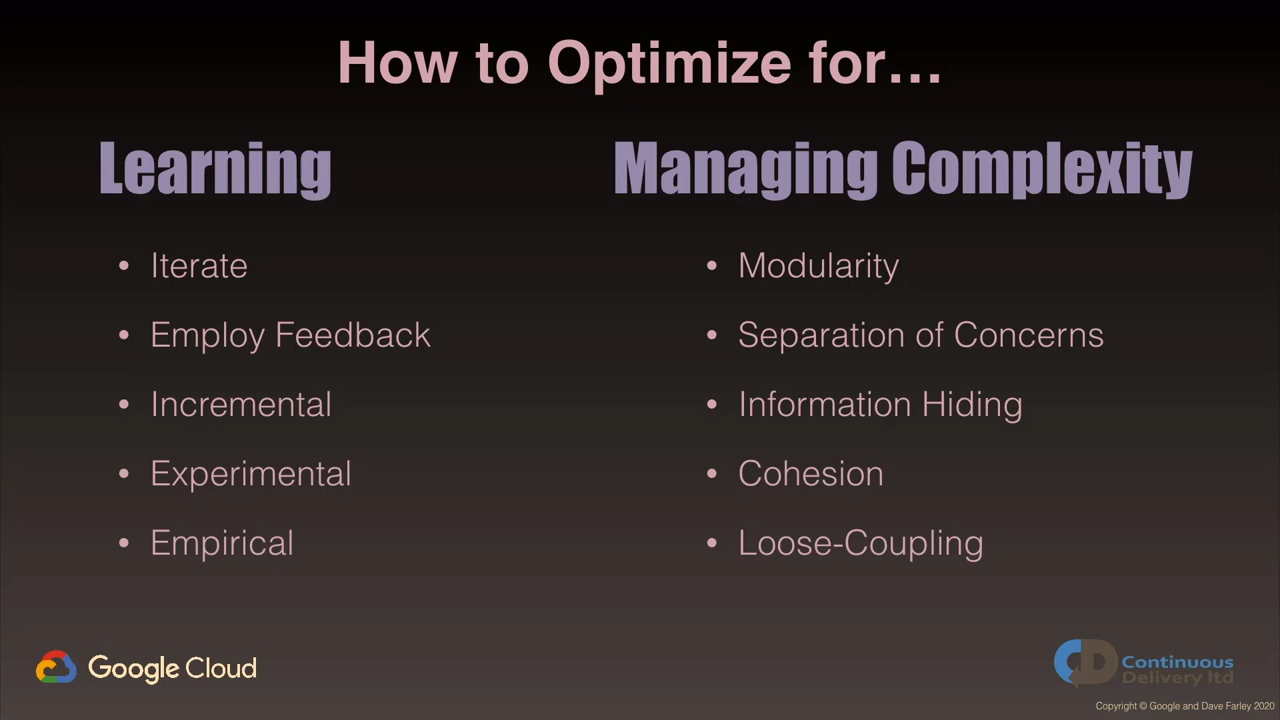 How to Optimize for…
Learning
• Iterate
• Employ Feedback
• Incremental
• Experimental
• Empirical
Managing Complexity
• Modularity
• Separation of Concerns
• Information Hiding
• Cohesion
• Loose-Coupling
Google Cloud
CD
Continuous
Delivery ltd
Copyright © Google and Dave Farley 2020